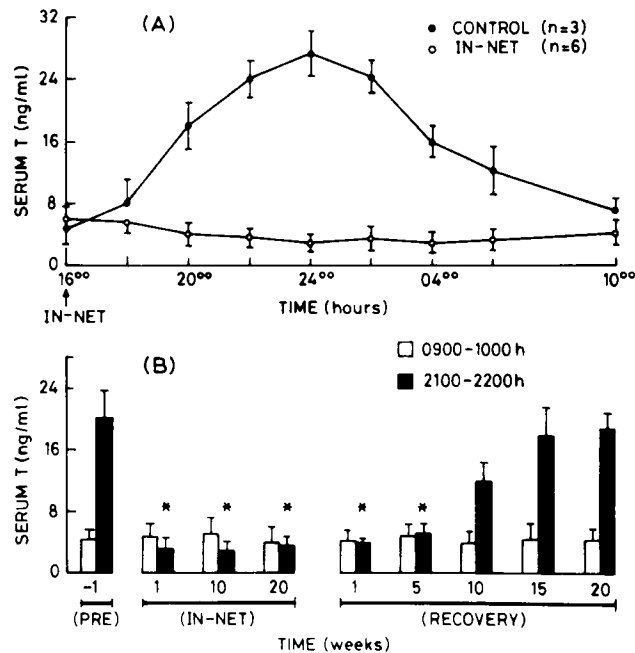 (A)
● CONTROL (n=3)
○ IN-NET (n=6)
SERUM T (ng/ml)
32
24
16
8
0
16⁰⁰ 20⁰⁰ 24⁰⁰ 04⁰⁰ 10⁰⁰
↑
IN-NET
TIME (hours)
(B)
□ 0900-1000 h
■ 2100-2200 h
SERUM T (ng/ml)
24
16
8
0
* * * * *
-1 1 10 20 1 5 10 15 20
(PRE) (IN-NET) (RECOVERY)
TIME (weeks)